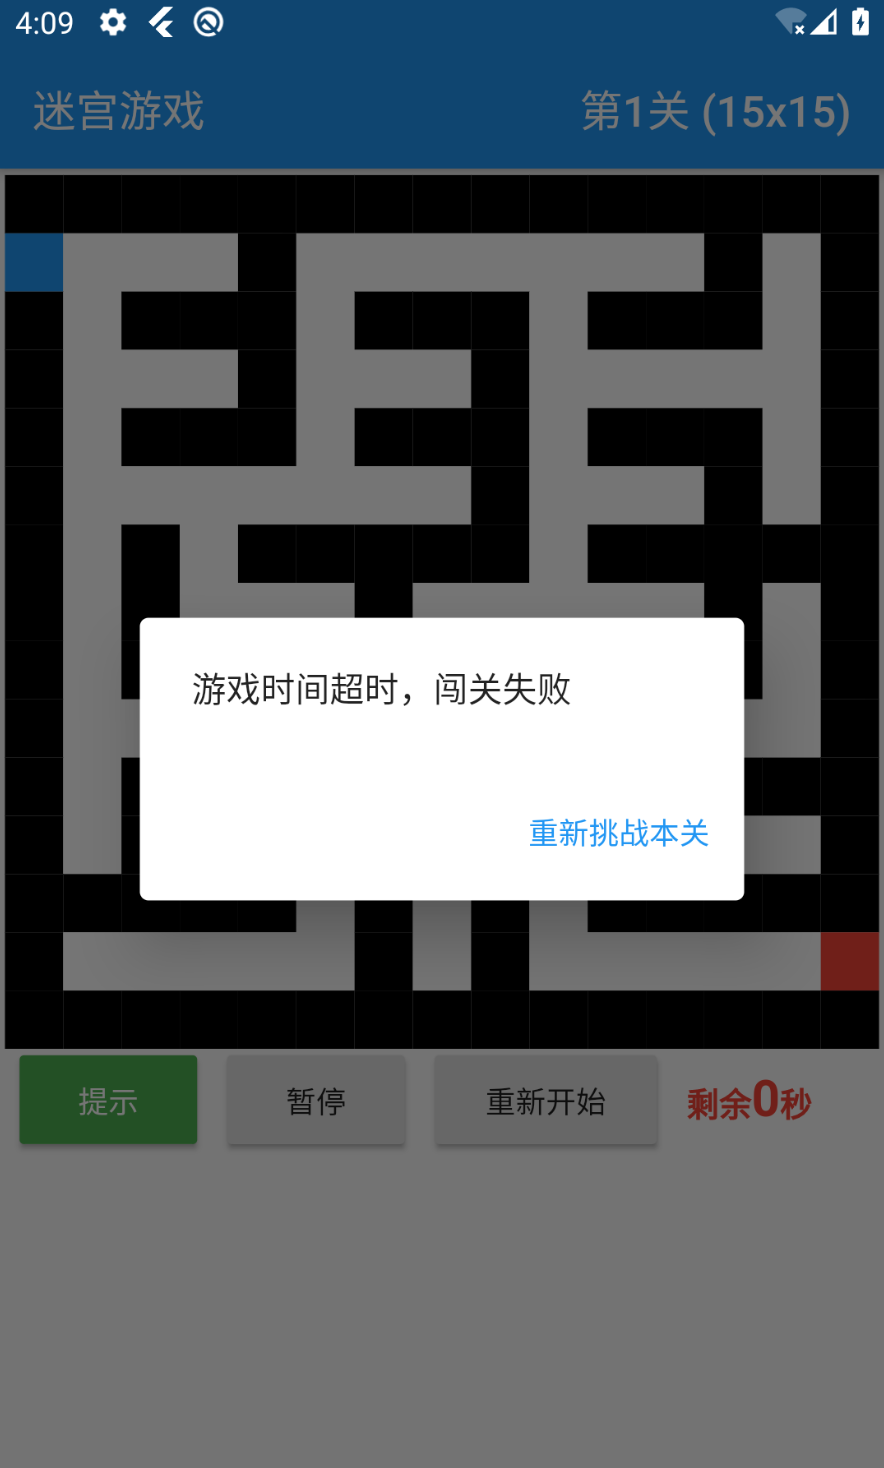 4:09
迷宫游戏
第1关 (15x15)
游戏时间超时，闯关失败
重新挑战本关
提示
暂停
重新开始
剩余0秒